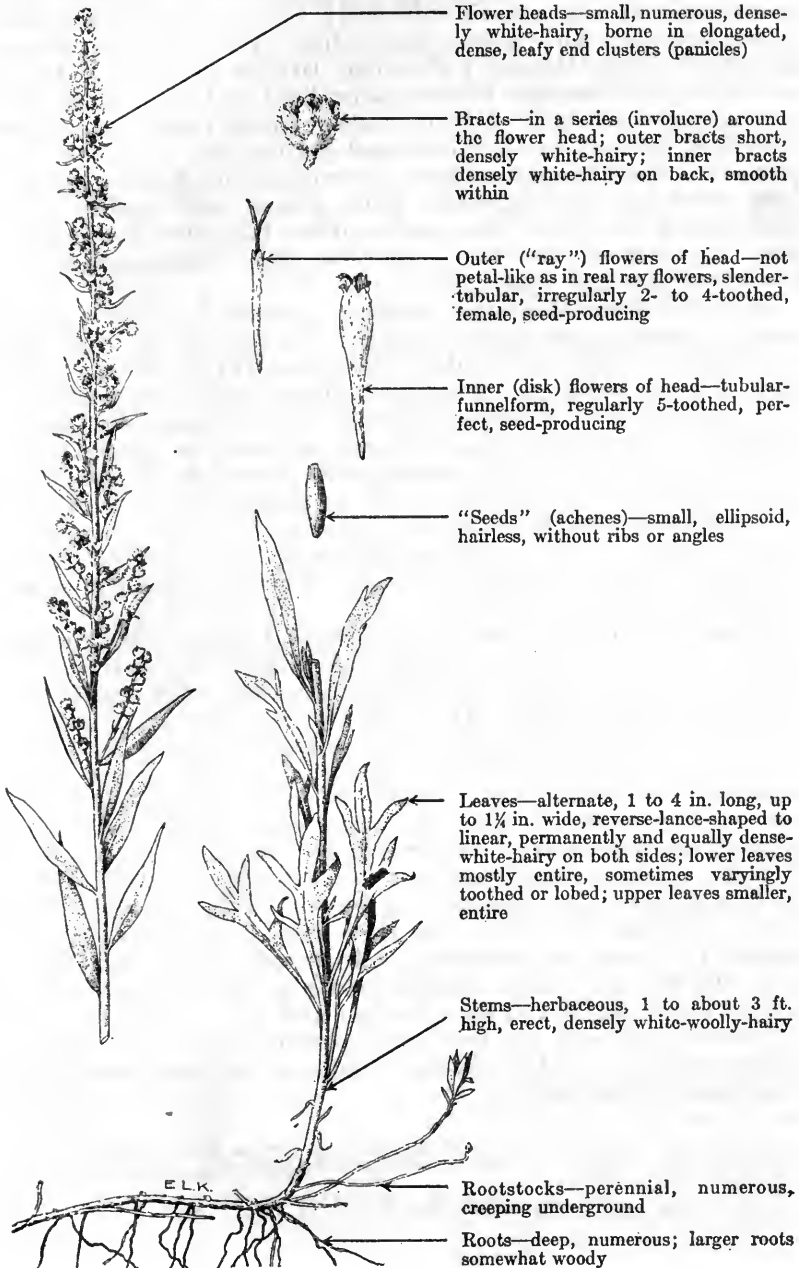 Flower heads—small, numerous, dense-
ly white-hairy, borne in elongated,
dense, leafy end clusters (panicles)
Bracts—in a series (involucre) around
the flower head; outer bracts short,
densely white-hairy; inner bracts
densely white-hairy on back, smooth
within
Outer ("ray") flowers of head—not
petal-like as in real ray flowers, slender-
tubular, irregularly 2- to 4-toothed,
female, seed-producing
Inner (disk) flowers of head—tubular-
funnelform, regularly 5-toothed, per-
fect, seed-producing
"Seeds" (achenes)—small, ellipsoid,
hairless, without ribs or angles
Leaves—alternate, 1 to 4 in. long, up
to 1¼ in. wide, reverse-lance-shaped to
linear, permanently and equally dense-
white-hairy on both sides; lower leaves
mostly entire, sometimes varyingly
toothed or lobed; upper leaves smaller,
entire
Stems—herbaceous, 1 to about 3 ft.
high, erect, densely white-woolly-hairy
E.L.K.
Rootstocks—perennial, numerous,
creeping underground
Roots—deep, numerous; larger roots
somewhat woody